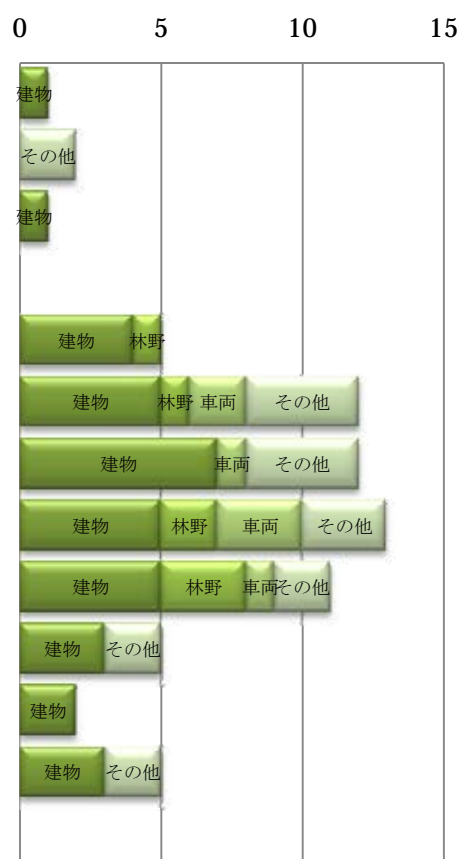 0 5 10 15
建物
その他
建物
建物 林野
建物 林野 車両 その他
建物 車両 その他
建物 林野 車両 その他
建物 林野 車両 その他
建物 その他
建物
建物 その他